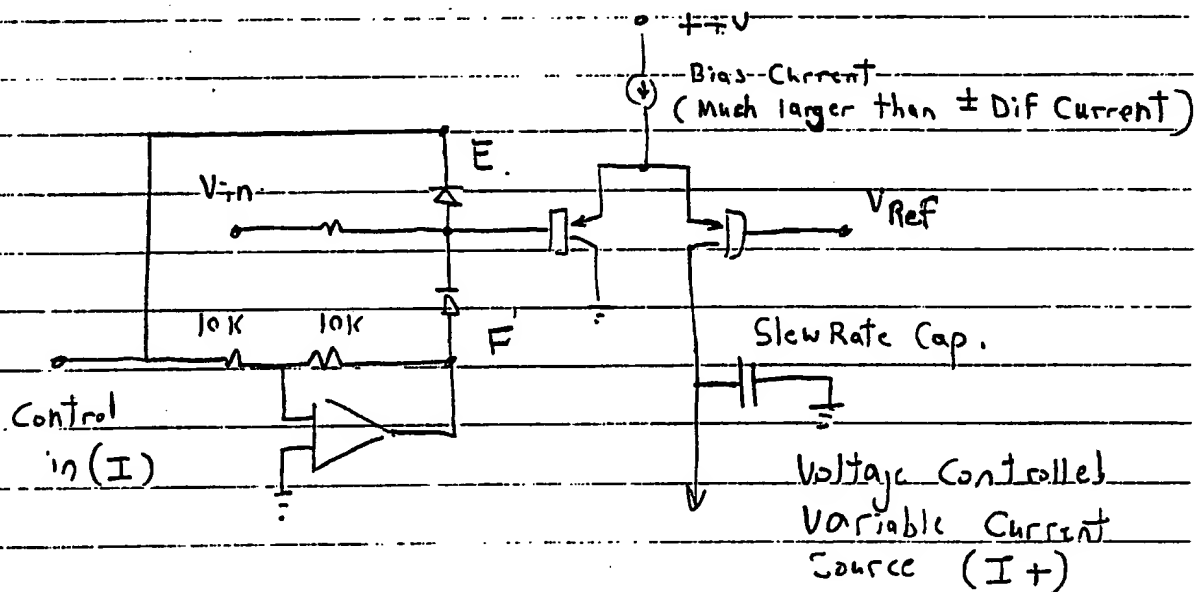 ++V
Bias-Current
(Much larger than ± Dif Current)
E.
Vin
VRef
10K 10K
F
Slew Rate Cap.
Control
in (I)
Voltage Controlled
Variable Current
Source (I+)